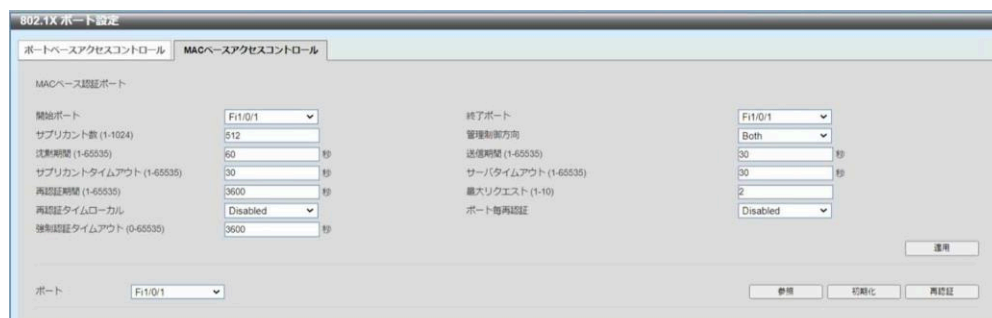 802.1X ポート設定
ポートベースアクセスコントロール MACベースアクセスコントロール
MACベース認証ポート
開始ポート Fi1/0/1 終了ポート Fi1/0/1
サプリカント数 (1-1024) 512 管理制御方向 Both
沈黙期間 (1-65535) 60 秒 送信期間 (1-65535) 30 秒
サプリカントタイムアウト (1-65535) 30 秒 サーバタイムアウト (1-65535) 30 秒
再認証期間 (1-65535) 3600 秒 最大リクエスト (1-10) 2
再認証タイムローカル Disabled ポート毎再認証 Disabled
強制認証タイムアウト (0-65535) 3600 秒
適用
ポート Fi1/0/1 参照 初期化 再認証